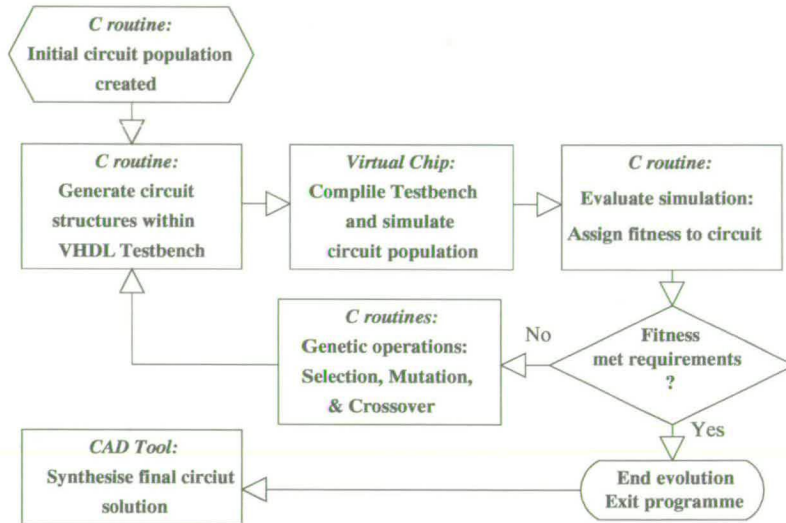 C routine:
Initial circuit population
created
C routine:
Generate circuit
structures within
VHDL Testbench
Virtual Chip:
Complile Testbench
and simulate
circuit population
C routine:
Evaluate simulation:
Assign fitness to circuit
C routines:
Genetic operations:
Selection, Mutation,
& Crossover
No
Fitness
met requirements
?
Yes
CAD Tool:
Synthesise final circiut
solution
End evolution
Exit programme